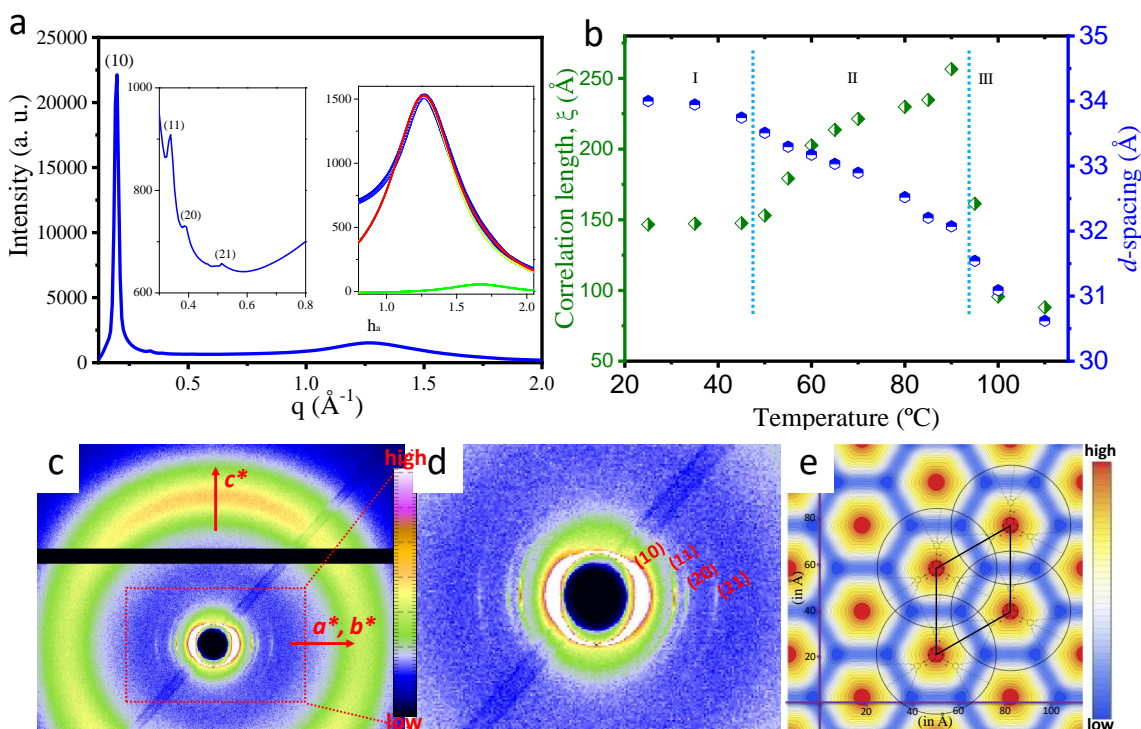 a
25000
20000
15000
10000
5000
0
Intensity (a. u.)
0.5
1.0
1.5
2.0
q (Å⁻¹)
(10)
1000
900
800
700
600
(11)
(20)
(21)
0.4
0.6
0.8
1500
1000
500
0
1.0
1.5
2.0
hₐ
b
250
200
150
100
50
Correlation length, ξ (Å)
I
II
III
35
34
33
32
31
30
d-spacing (Å)
20
40
60
80
100
Temperature (ºC)
c
c*
a*, b*
high
low
d
(10)
(11)
(20)
(21)
e
80
60
40
20
(in Å)
20
40
60
80
100
(in Å)
high
low